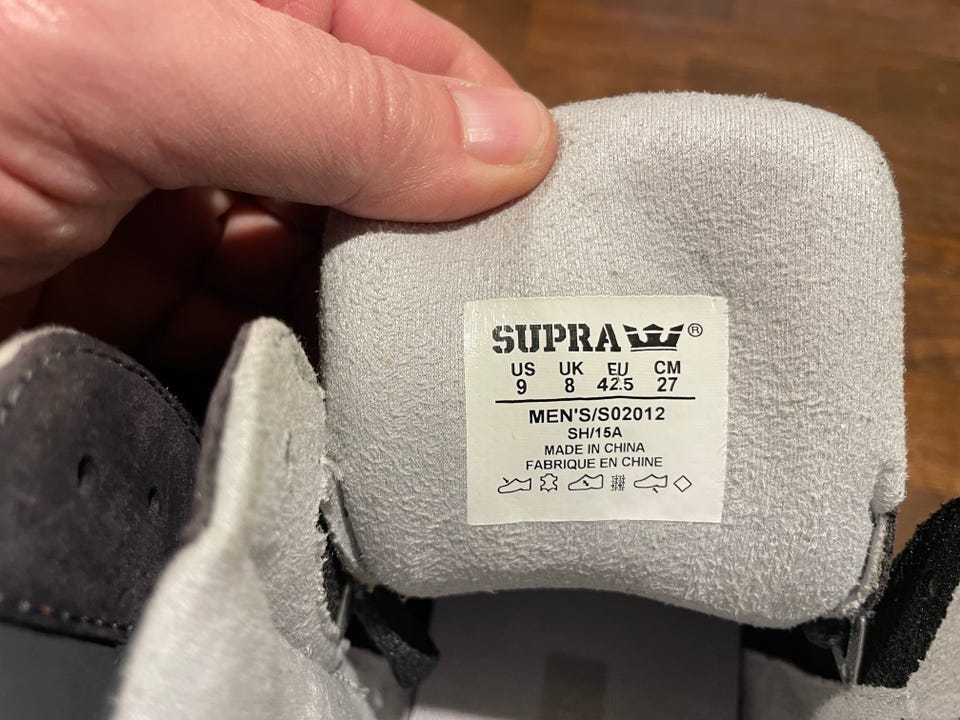 SUPRA ®
US UK EU CM
9 8 42.5 27
MEN'S/S02012
SH/15A
MADE IN CHINA
FABRIQUE EN CHINE